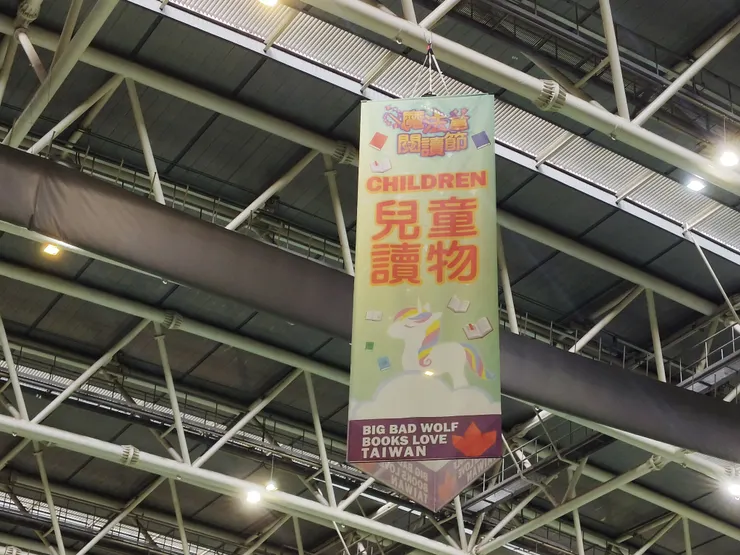 閱讀節
CHILDREN
兒童
讀物
BIG BAD WOLF
BOOKS LOVE
TAIWAN